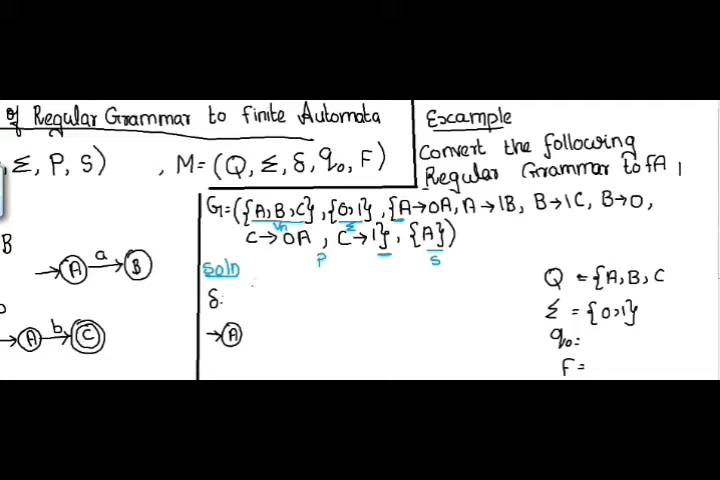 of Regular Grammar to finite Automata
, Σ, P, S) , M = (Q, Σ, δ, q₀, F)
B
A a B
A b C
Example
Convert the following
Regular Grammar to fA
G=({A, B, C}, {0, 1}, {A→0A, A→1B, B→1C, B→0,
Vn Σ
C→0A, C→1}, {A})
P S
soln
δ:
→A
Q = {A, B, C
Σ = {0, 1}
q₀:
F =